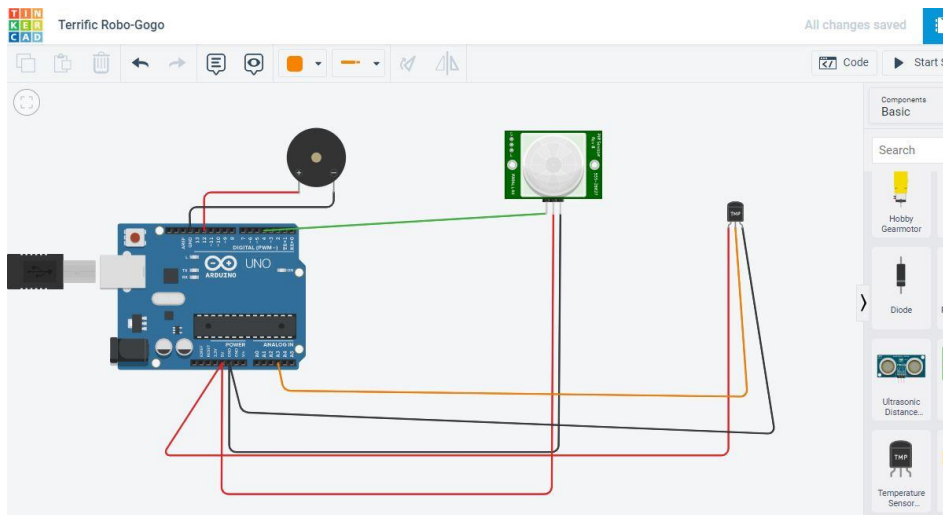 TIN
KER
CAD
Terrific Robo-Gogo
All changes saved
Code
Start S
Components
Basic
Search
TMP
DIGITAL (PWM~)
UNO
ARDUINO
POWER
ANALOG IN
Hobby
Gearmotor
Diode
Ultrasonic
Distance...
TMP
Temperature
Sensor...